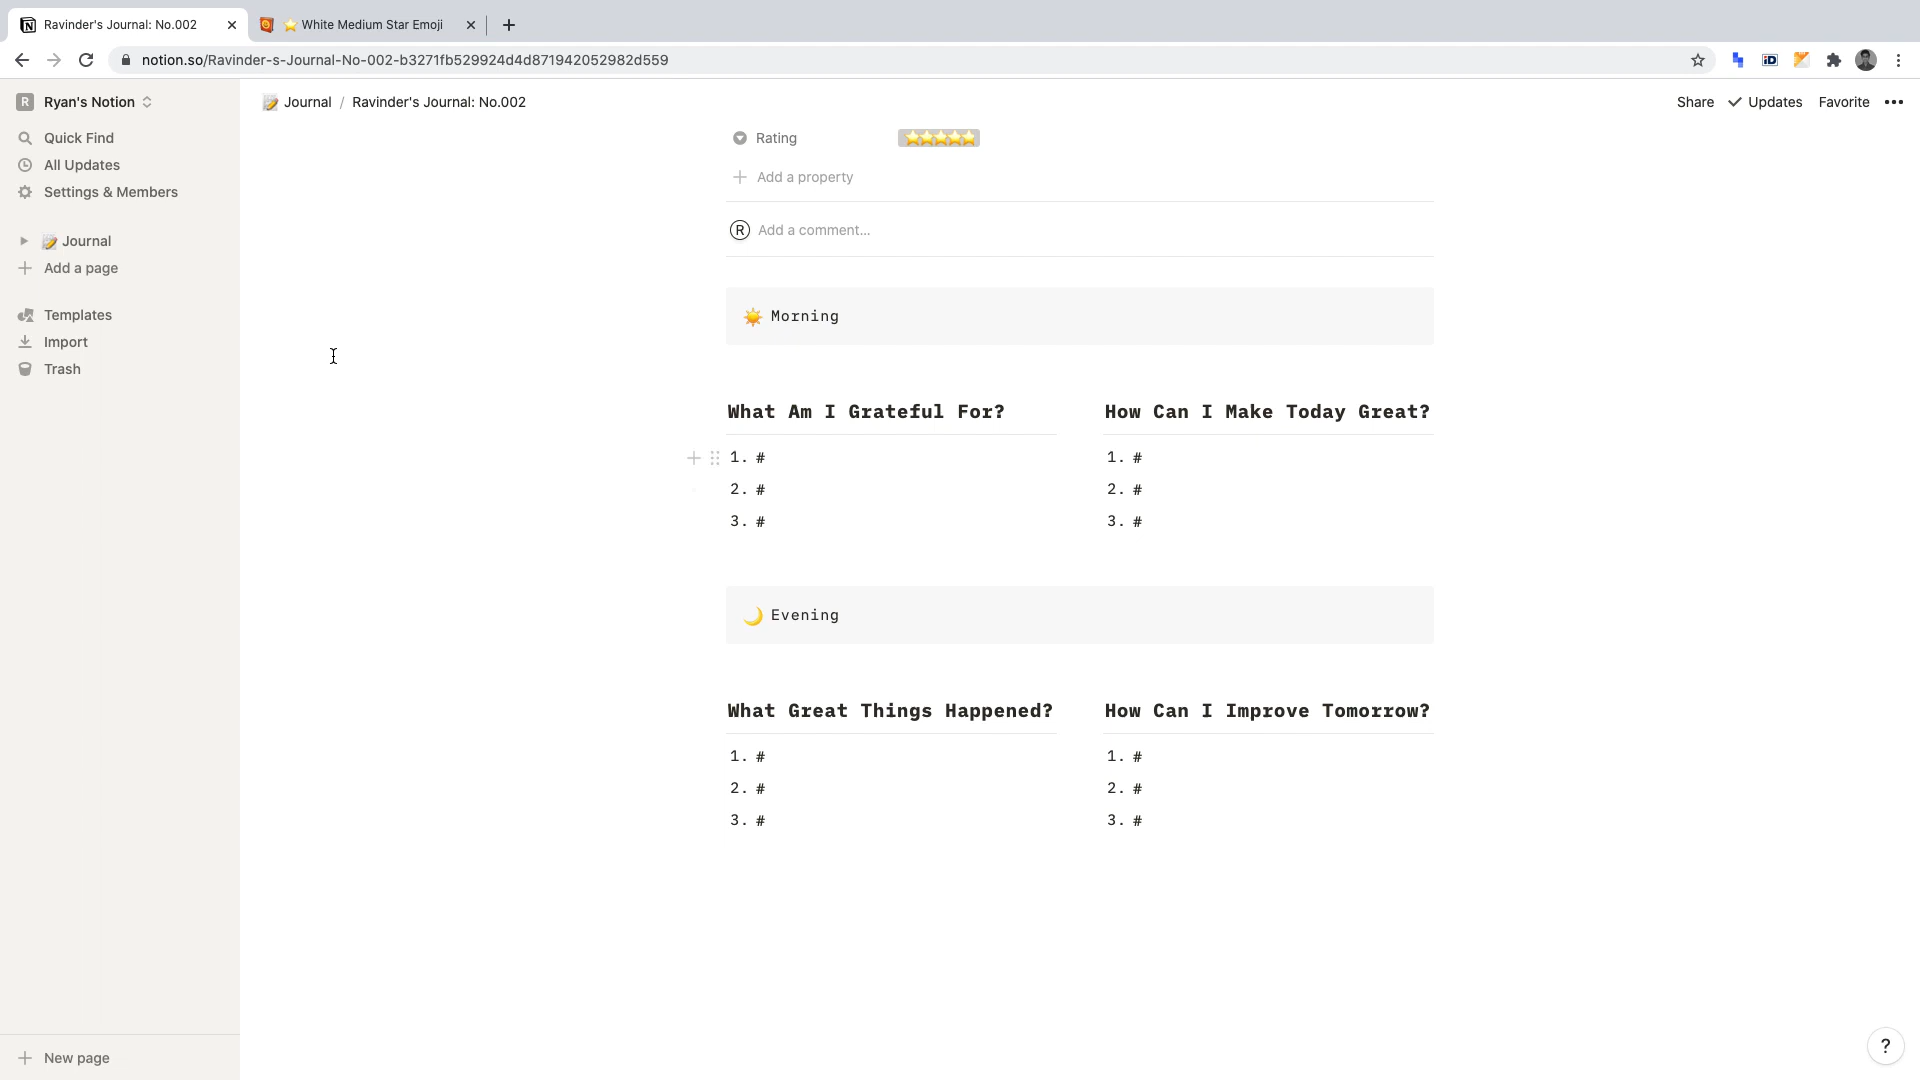 Ravinder's Journal: No.002
⭐ White Medium Star Emoji
notion.so/Ravinder-s-Journal-No-002-b3271fb529924d4d871942052982d559
R Ryan's Notion
📝 Journal / Ravinder's Journal: No.002
Share Updates Favorite
Quick Find
All Updates
Settings & Members
📝 Journal
Add a page
Templates
Import
Trash
New page
Rating ⭐⭐⭐⭐⭐
Add a property
R Add a comment...
☀️ Morning
What Am I Grateful For?
1. #
2. #
3. #
How Can I Make Today Great?
1. #
2. #
3. #
🌙 Evening
What Great Things Happened?
1. #
2. #
3. #
How Can I Improve Tomorrow?
1. #
2. #
3. #
?